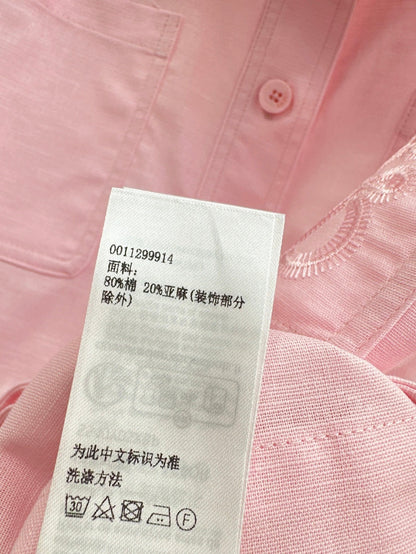 0011299914
面料:
80%棉 20%亚麻(装饰部分
除外)
为此中文标识为准
洗涤方法
30
F